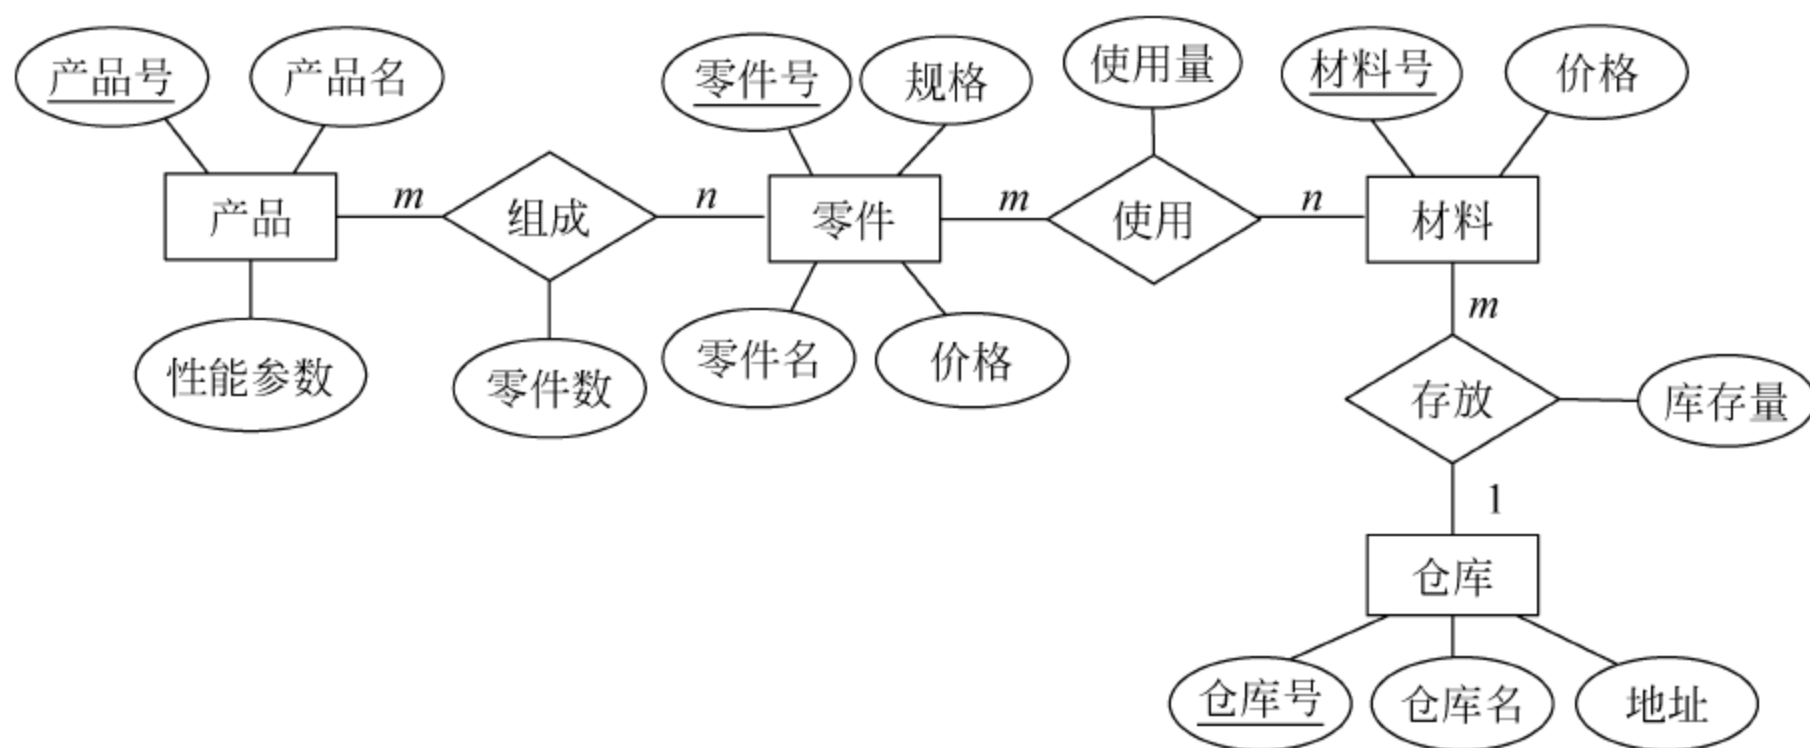 产品号
产品名
零件号
规格
使用量
材料号
价格
产品
m
组成
n
零件
m
使用
n
材料
性能参数
零件数
零件名
价格
m
存放
库存量
1
仓库
仓库号
仓库名
地址